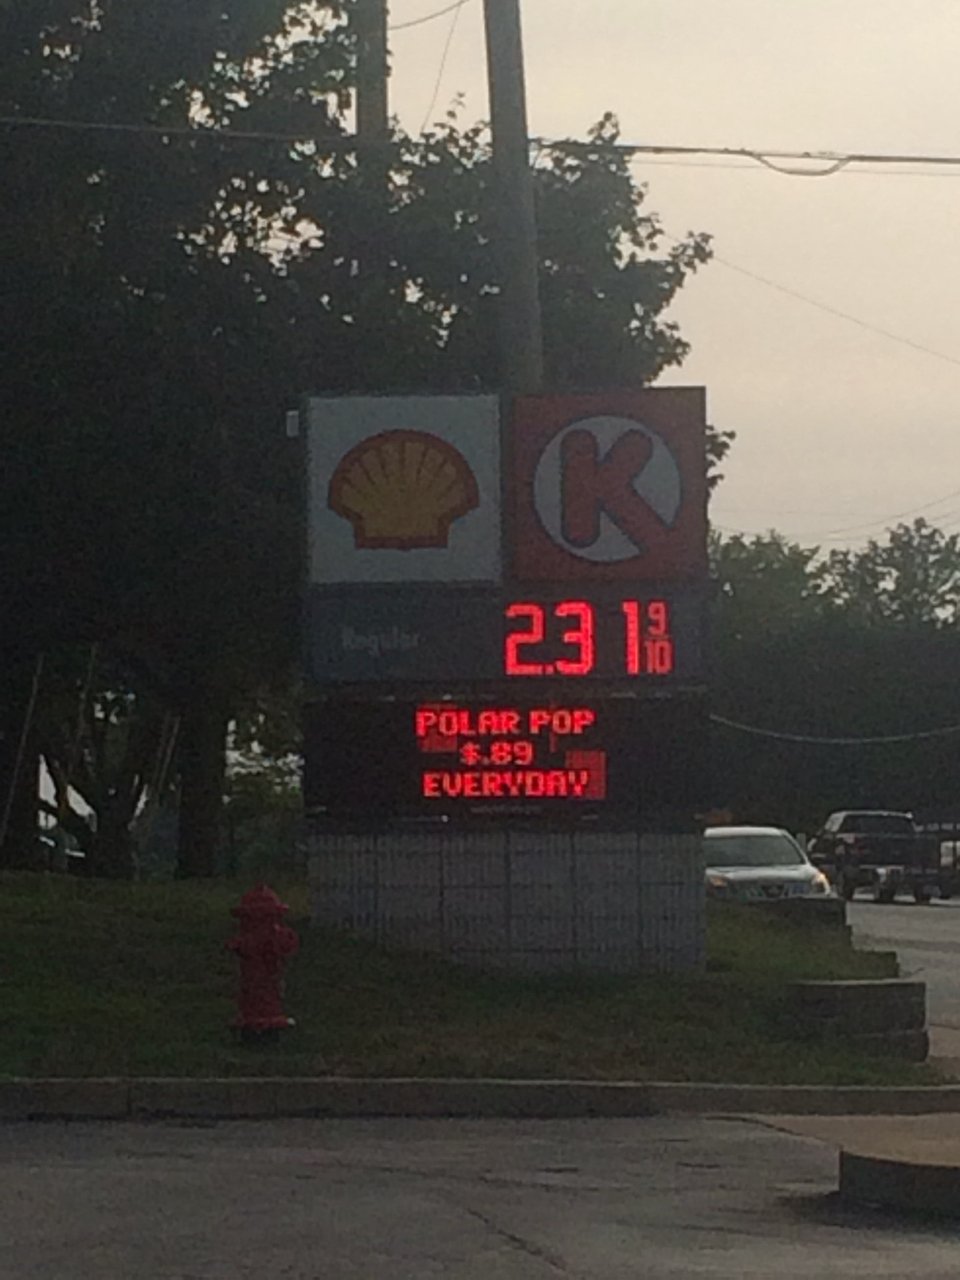 K
Regular 2.31 9/10
POLAR POP
$.89
EVERYDAY